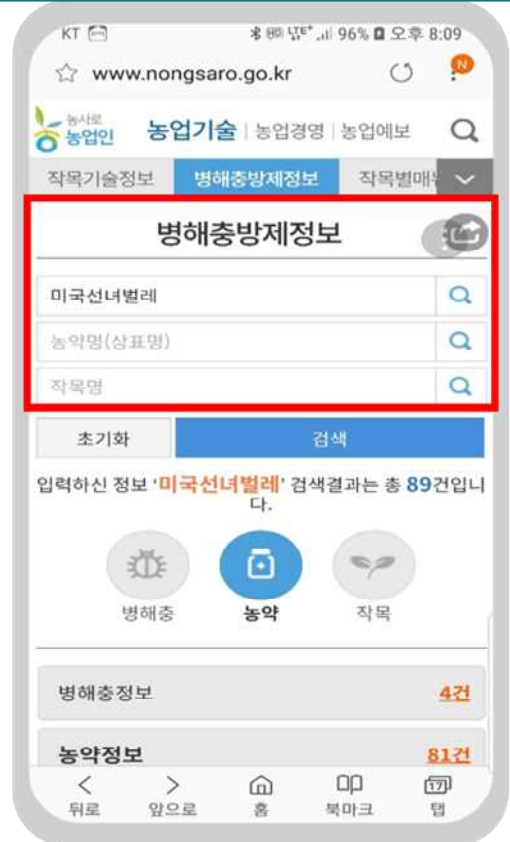 KT LTE+ 96% 오후 8:09
www.nongsaro.go.kr N
농사로
농업인 농업기술 | 농업경영 | 농업예보
작목기술정보 병해충방제정보 작목별매뉴
병해충방제정보
미국선녀벌레
농약명(상표명)
작목명
초기화 검색
입력하신 정보 '미국선녀벌레' 검색결과는 총 89건입니
다.
병해충 농약 작목
병해충정보 4건
농약정보 81건
뒤로 앞으로 홈 북마크 17 탭